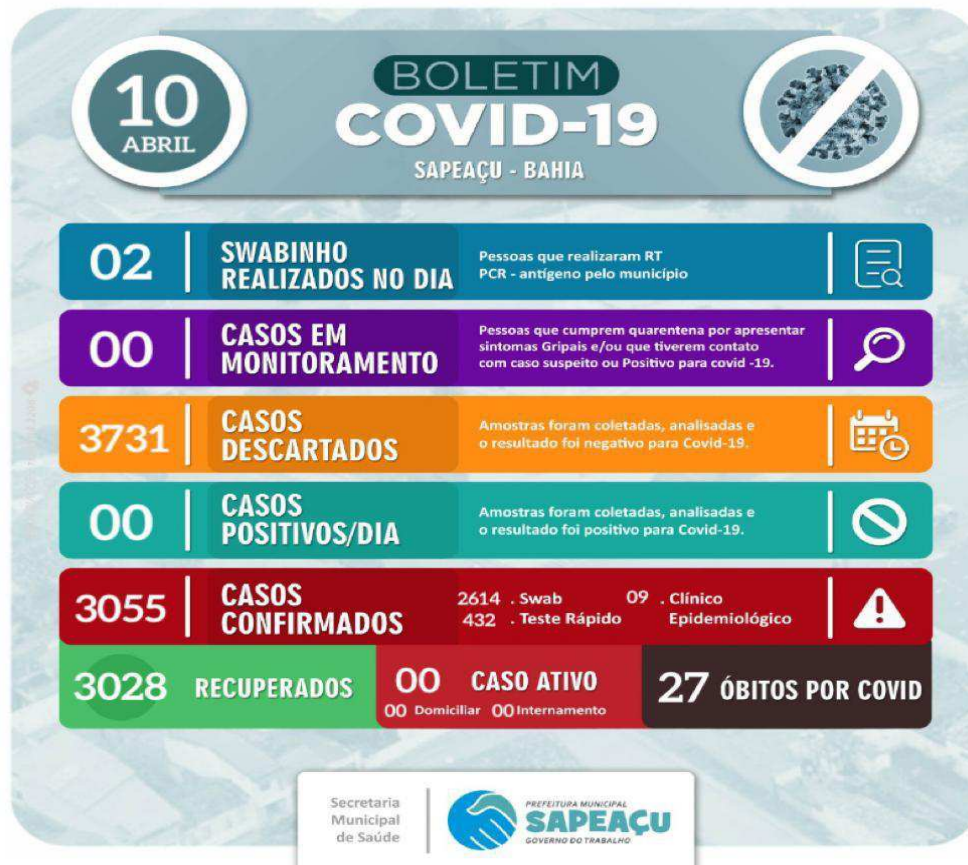 10
ABRIL
BOLETIM
COVID-19
SAPEAÇU - BAHIA
02
SWABINHO
REALIZADOS NO DIA
Pessoas que realizaram RT
PCR - antígeno pelo município
00
CASOS EM
MONITORAMENTO
Pessoas que cumprem quarentena por apresentar
sintomas Gripais e/ou que tiverem contato
com caso suspeito ou Positivo para covid -19.
3731
CASOS
DESCARTADOS
Amostras foram coletadas, analisadas e
o resultado foi negativo para Covid-19.
00
CASOS
POSITIVOS/DIA
Amostras foram coletadas, analisadas e
o resultado foi positivo para Covid-19.
3055
CASOS
CONFIRMADOS
2614 . Swab 09 . Clínico
432 . Teste Rápido Epidemiológico
3028 RECUPERADOS
00 CASO ATIVO
00 Domiciliar 00 Internamento
27 ÓBITOS POR COVID
Secretaria
Municipal
de Saúde
PREFEITURA MUNICIPAL
SAPEAÇU
GOVERNO DO TRABALHO